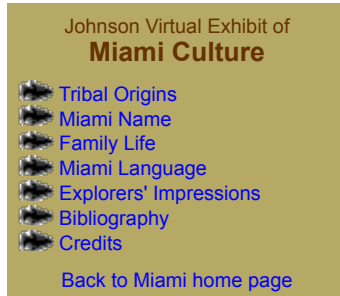 Johnson Virtual Exhibit of
Miami Culture
Tribal Origins
Miami Name
Family Life
Miami Language
Explorers' Impressions
Bibliography
Credits
Back to Miami home page